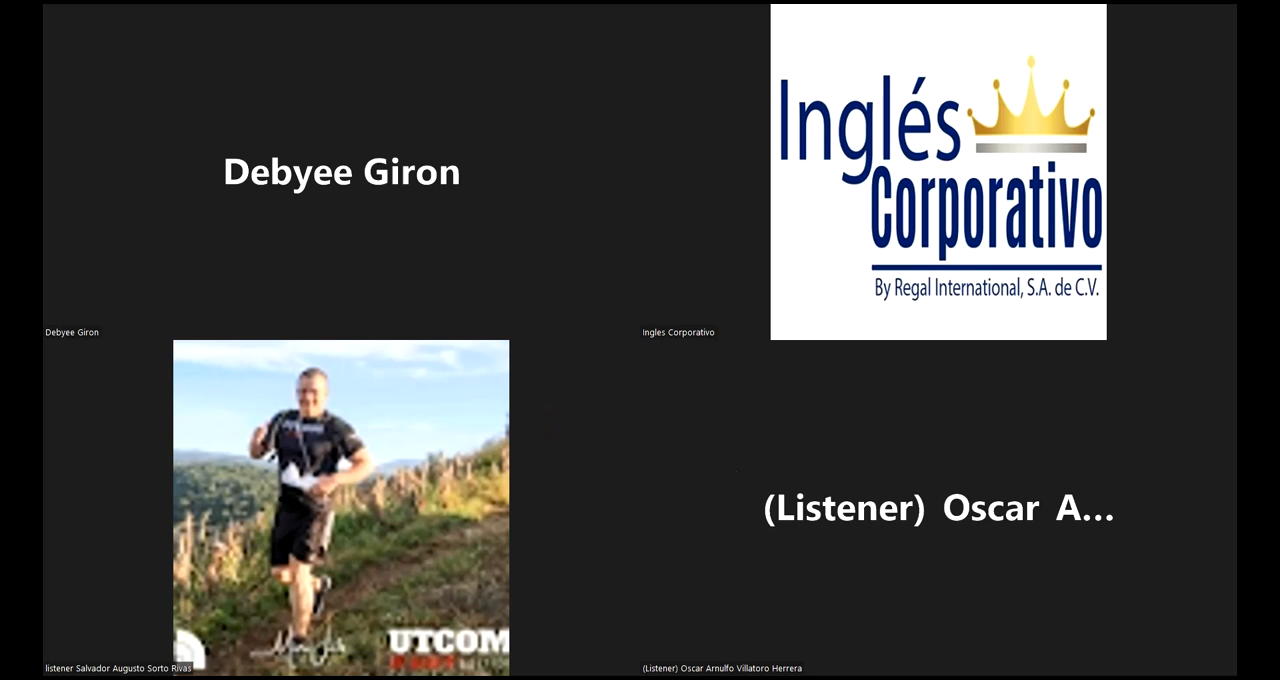 Debyee Giron
Debyee Giron
Inglés
Corporativo
By Regal International, S.A. de C.V.
Ingles Corporativo
UTCOM
listener Salvador Augusto Sorto Rivas
(Listener) Oscar A...
(Listener) Oscar Arnulfo Villatoro Herrera